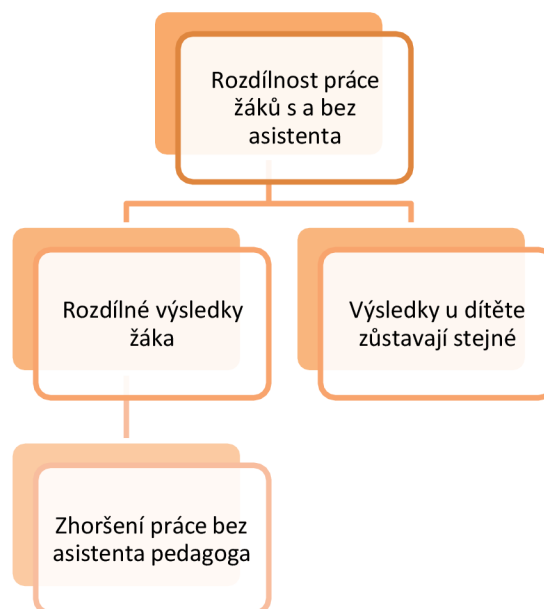 Rozdílnost práce
žáků s a bez
asistenta
Rozdílné výsledky
žáka
Výsledky u dítěte
zůstavají stejné
Zhoršení práce bez
asistenta pedagoga